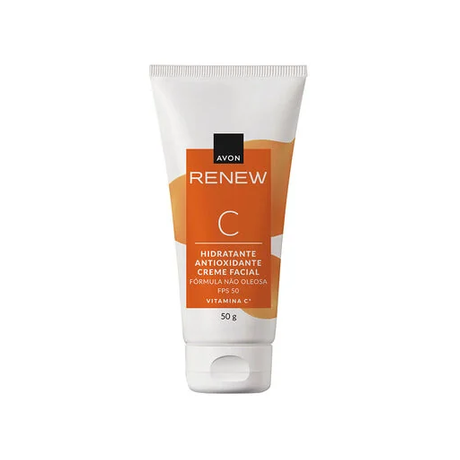 AVON
RENEW
C
HIDRATANTE
ANTIOXIDANTE
CREME FACIAL
FÓRMULA NÃO OLEOSA
FPS 50
VITAMINA C*
50 g